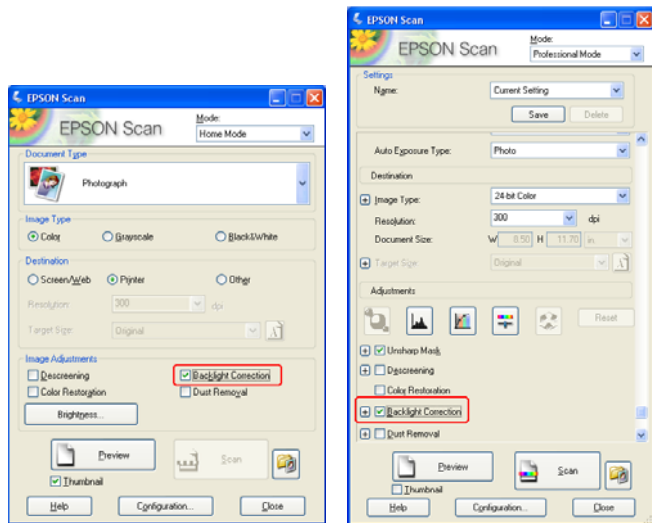 EPSON Scan
EPSON Scan
Mode:
Home Mode
Document Type
Photograph
Image Type
Color Grayscale Black&White
Destination
Screen/Web Printer Other
Resolution: 300 dpi
Target Size: Original
Image Adjustments
Descreening Backlight Correction
Color Restoration Dust Removal
Brightness...
Preview Scan
Thumbnail
Help Configuration... Close
EPSON Scan
EPSON Scan
Mode:
Professional Mode
Settings
Name: Current Setting
Save Delete
Auto Exposure Type: Photo
Destination
Image Type: 24-bit Color
Resolution: 300 dpi
Document Size: W 8.50 H 11.70 in
Target Size: Original
Adjustments
Reset
Unsharp Mask
Descreening
Color Restoration
Backlight Correction
Dust Removal
Preview Scan
Thumbnail
Help Configuration... Close